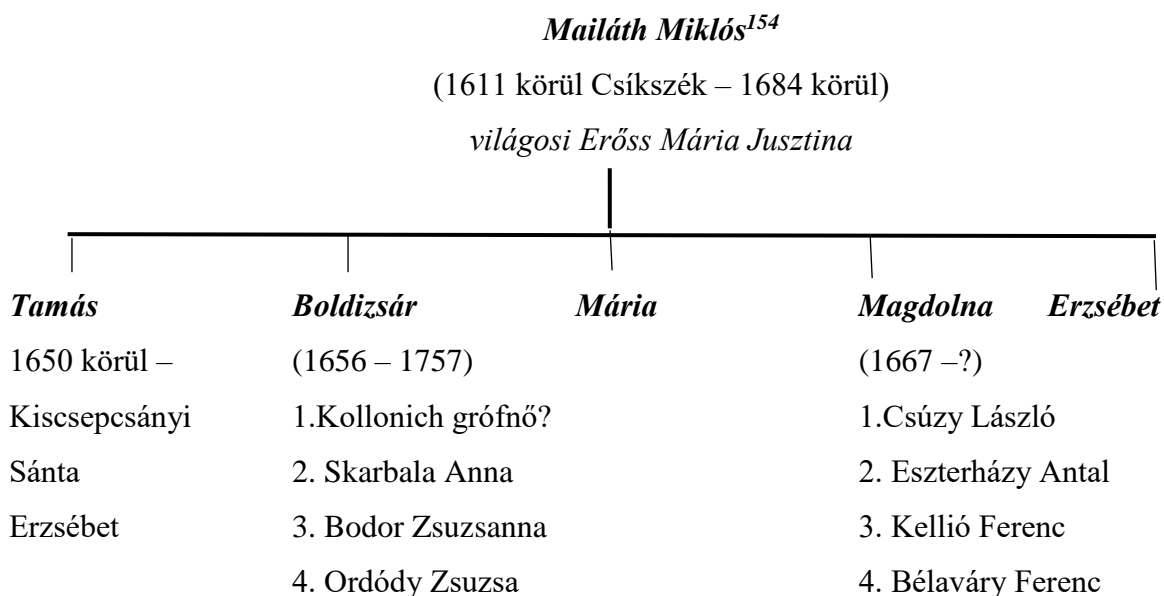 Mailáth Miklós154
(1611 körül Csíkszék – 1684 körül)
világosi Erőss Mária Jusztina
Tamás Boldizsár Mária Magdolna Erzsébet
1650 körül – (1656 – 1757) (1667 –?)
Kiscsepcsányi 1.Kollonich grófnő? 1.Csúzy László
Sánta 2. Skarbala Anna 2. Eszterházy Antal
Erzsébet 3. Bodor Zsuzsanna 3. Kellió Ferenc
4. Ordódy Zsuzsa 4. Bélaváry Ferenc